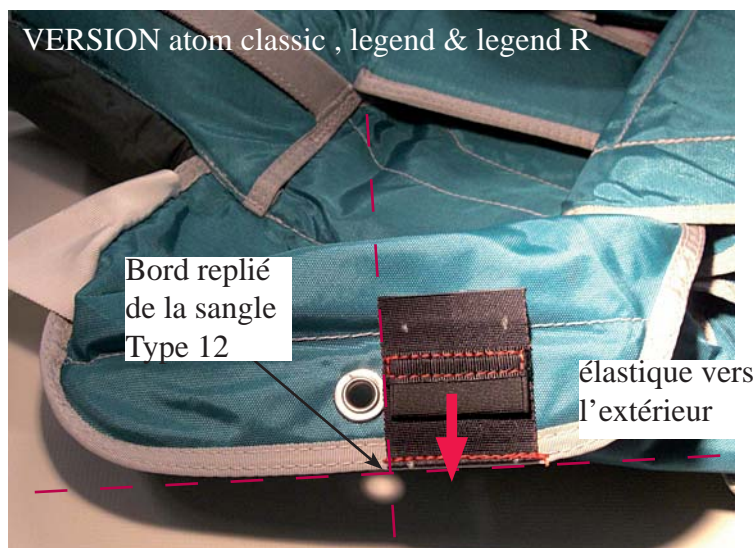 VERSION atom classic , legend & legend R
Bord replié
de la sangle
Type 12
élastique vers
l'extérieur